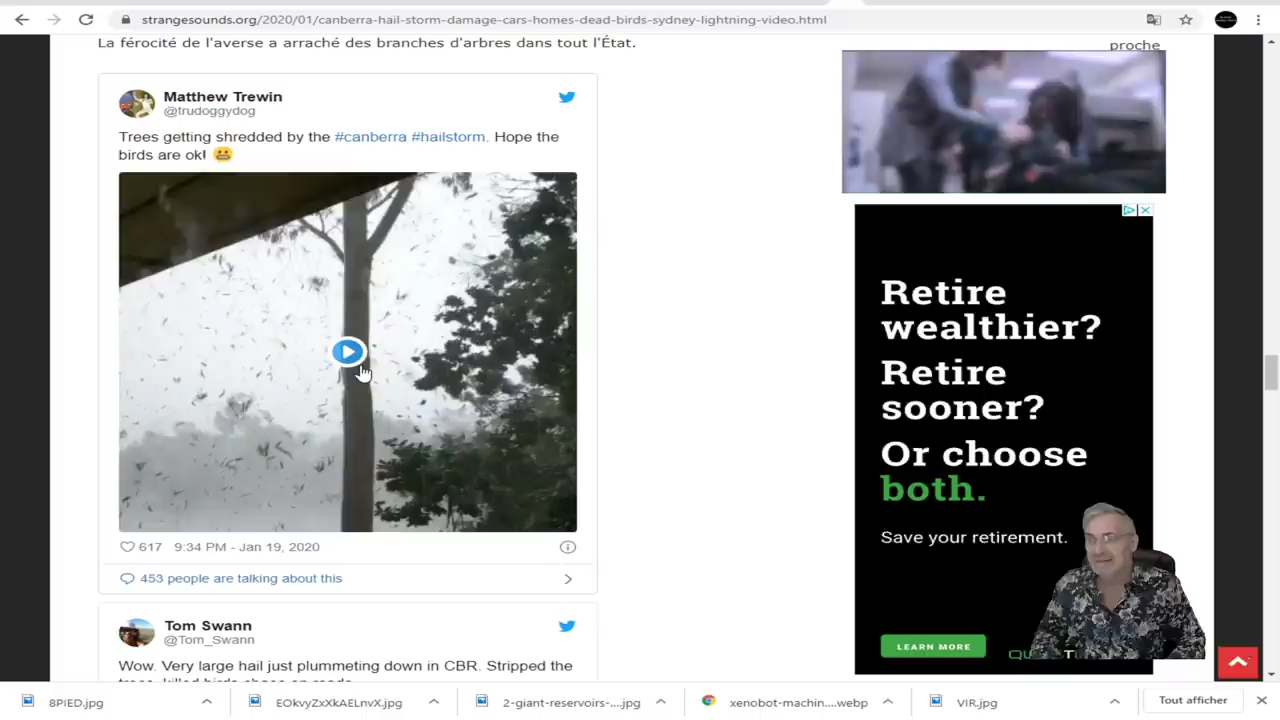 strangesounds.org/2020/01/canberra-hail-storm-damage-cars-homes-dead-birds-sydney-lightning-video.html
La férocité de l'averse a arraché des branches d'arbres dans tout l'État.
proche
Matthew Trewin
@trudoggydog
Trees getting shredded by the #canberra #hailstorm. Hope the
birds are ok! 😬
617 9:34 PM - Jan 19, 2020
453 people are talking about this
Tom Swann
@Tom_Swann
Wow. Very large hail just plummeting down in CBR. Stripped the
Retire
wealthier?
Retire
sooner?
Or choose
both.
Save your retirement.
LEARN MORE
8PIED.jpg
EOkvyZxXkAELnvX.jpg
2-giant-reservoirs-....jpg
xenobot-machin....webp
VIR.jpg
Tout afficher